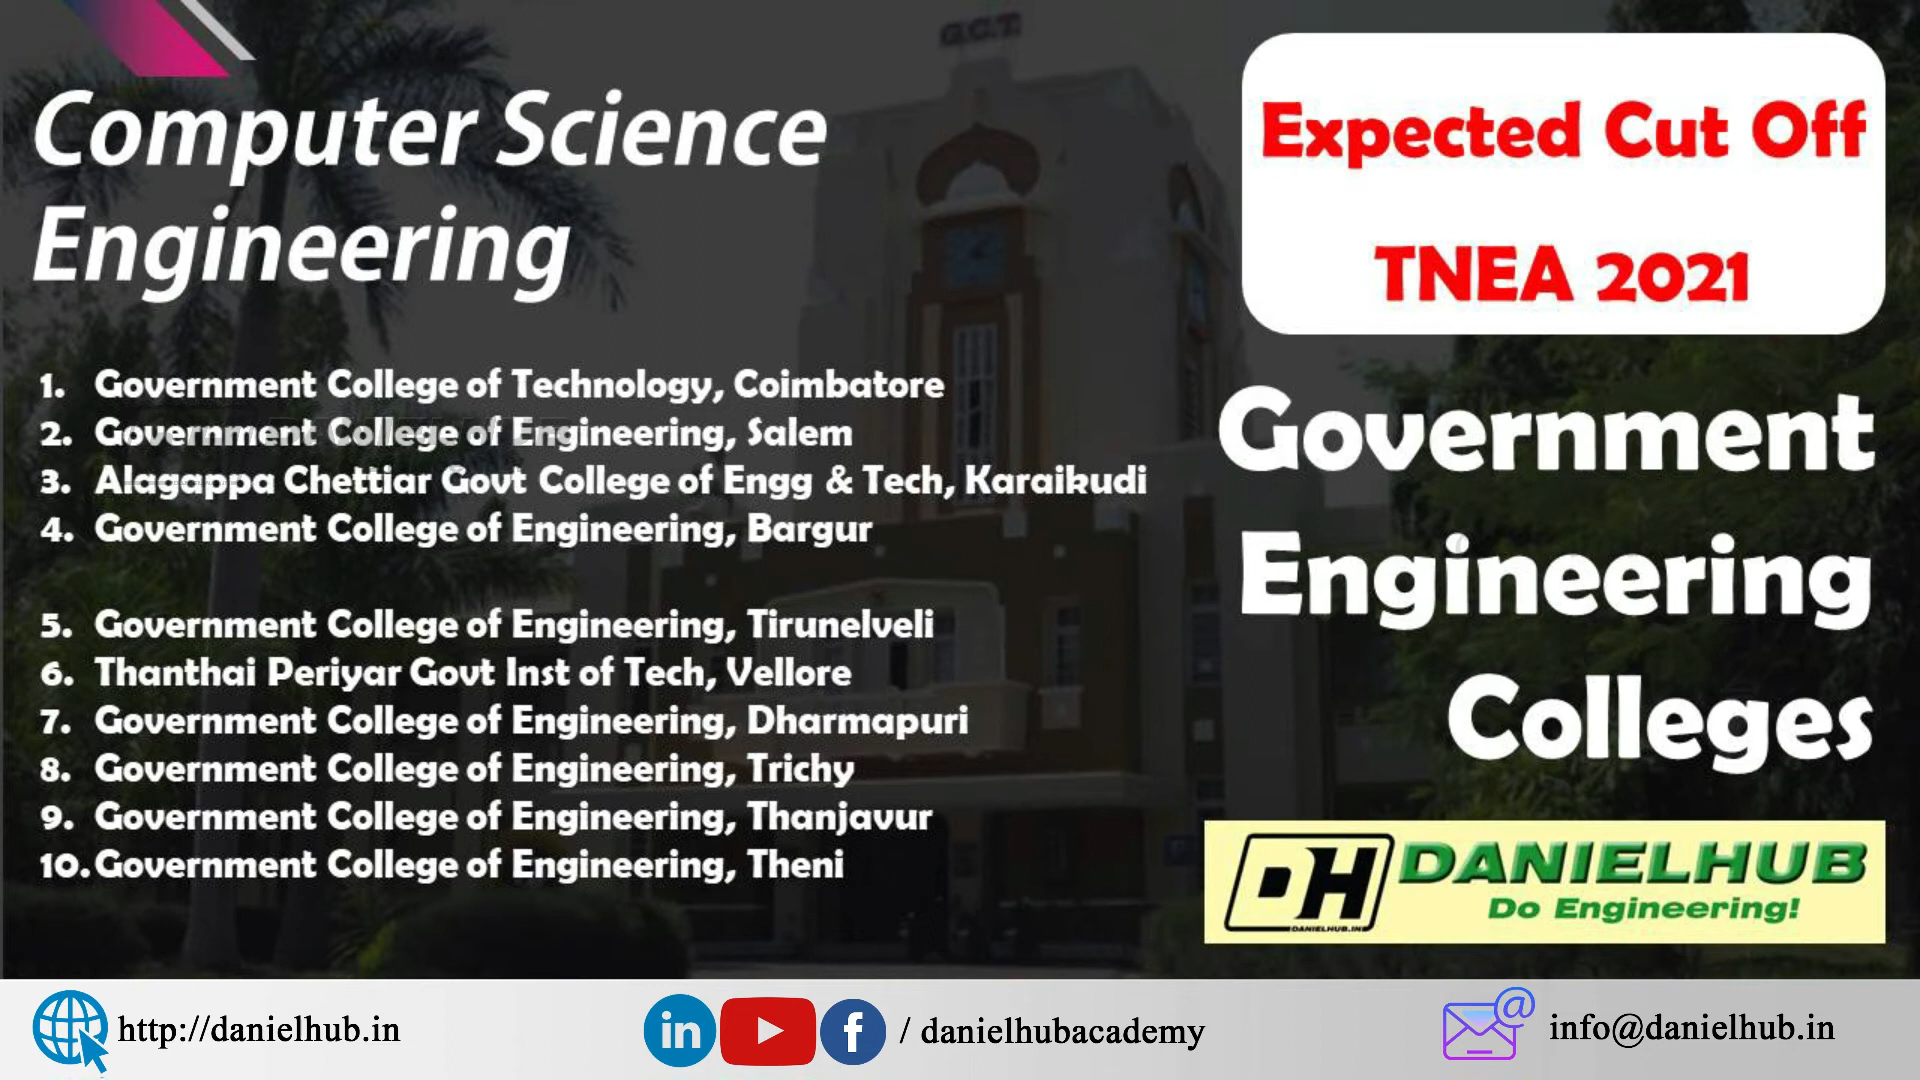 G.C.T
Computer Science
Engineering
1. Government College of Technology, Coimbatore
2. Government College of Engineering, Salem
3. Alagappa Chettiar Govt College of Engg & Tech, Karaikudi
4. Government College of Engineering, Bargur
5. Government College of Engineering, Tirunelveli
6. Thanthai Periyar Govt Inst of Tech, Vellore
7. Government College of Engineering, Dharmapuri
8. Government College of Engineering, Trichy
9. Government College of Engineering, Thanjavur
10. Government College of Engineering, Theni
Expected Cut Off
TNEA 2021
Government
Engineering
Colleges
DH
DANIELHUB.IN
DANIELHUB
Do Engineering!
http://danielhub.in
in f / danielhubacademy
@
info@danielhub.in